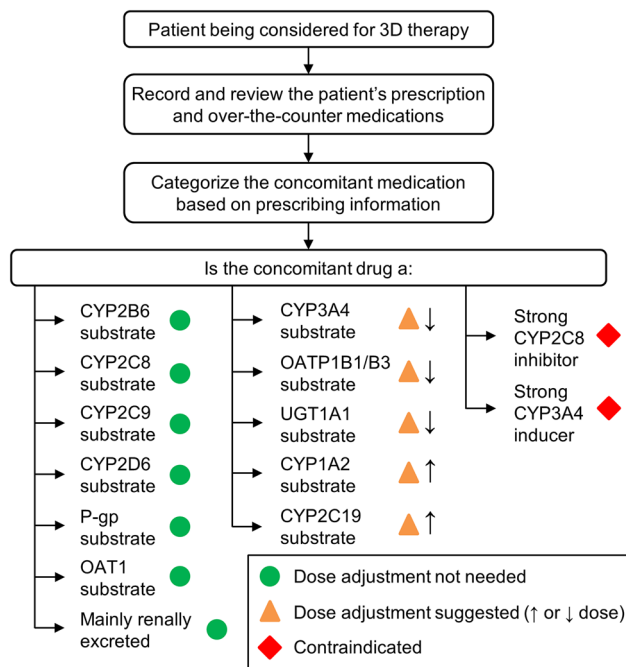 Patient being considered for 3D therapy
Record and review the patient's prescription
and over-the-counter medications
Categorize the concomitant medication
based on prescribing information
Is the concomitant drug a:
CYP2B6
substrate
CYP2C8
substrate
CYP2C9
substrate
CYP2D6
substrate
P-gp
substrate
OAT1
substrate
Mainly renally
excreted
CYP3A4
substrate
↓
OATP1B1/B3
substrate
↓
UGT1A1
substrate
↓
CYP1A2
substrate
↑
CYP2C19
substrate
↑
Strong
CYP2C8
inhibitor
Strong
CYP3A4
inducer
Dose adjustment not needed
Dose adjustment suggested (↑ or ↓ dose)
Contraindicated